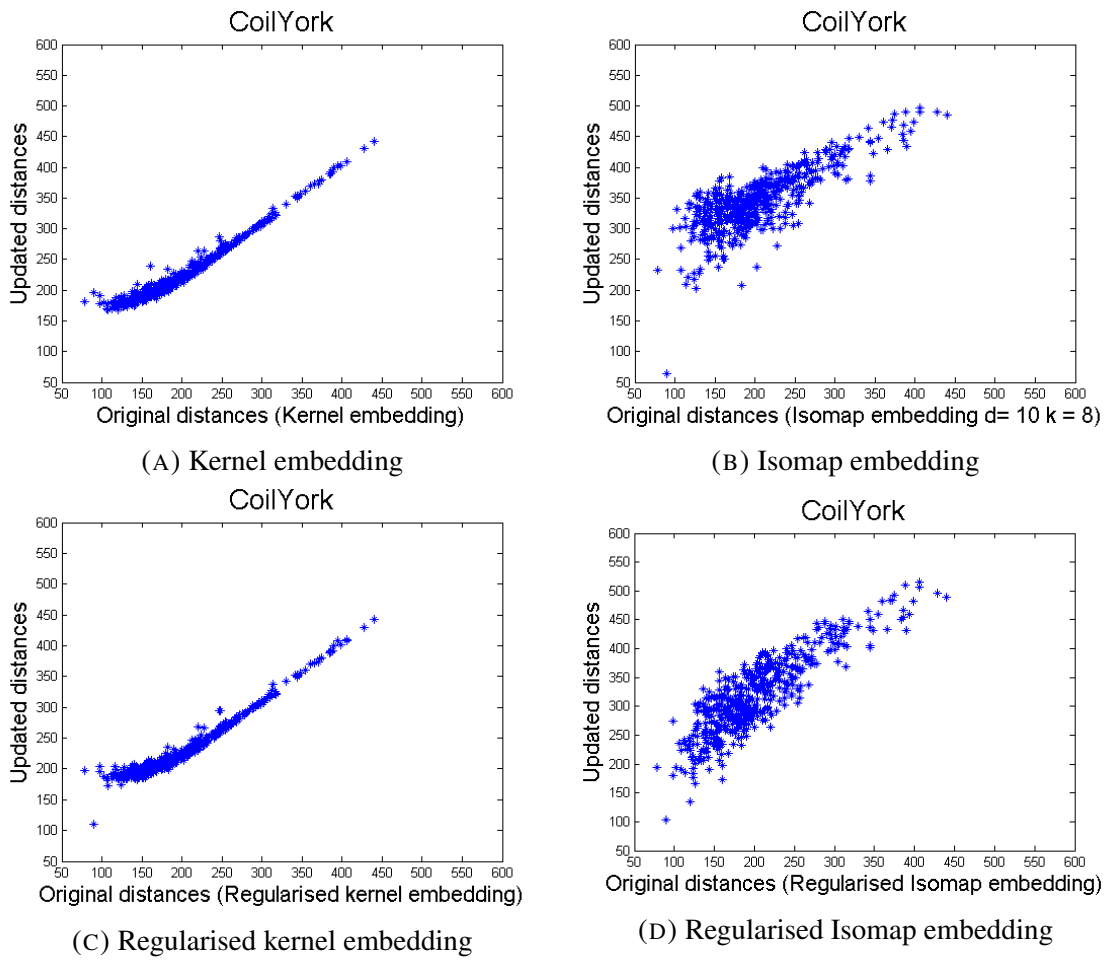 CoilYork
600
550
500
450
400
350
300
250
200
150
100
50
Updated distances
50 100 150 200 250 300 350 400 450 500 550 600
Original distances (Kernel embedding)
(A) Kernel embedding
CoilYork
600
550
500
450
400
350
300
250
200
150
100
50
Updated distances
50 100 150 200 250 300 350 400 450 500 550 600
Original distances (Isomap embedding d= 10 k = 8)
(B) Isomap embedding
CoilYork
600
550
500
450
400
350
300
250
200
150
100
50
Updated distances
50 100 150 200 250 300 350 400 450 500 550 600
Original distances (Regularised kernel embedding)
(C) Regularised kernel embedding
CoilYork
600
550
500
450
400
350
300
250
200
150
100
50
Updated distances
50 100 150 200 250 300 350 400 450 500 550 600
Original distances (Regularised Isomap embedding)
(D) Regularised Isomap embedding